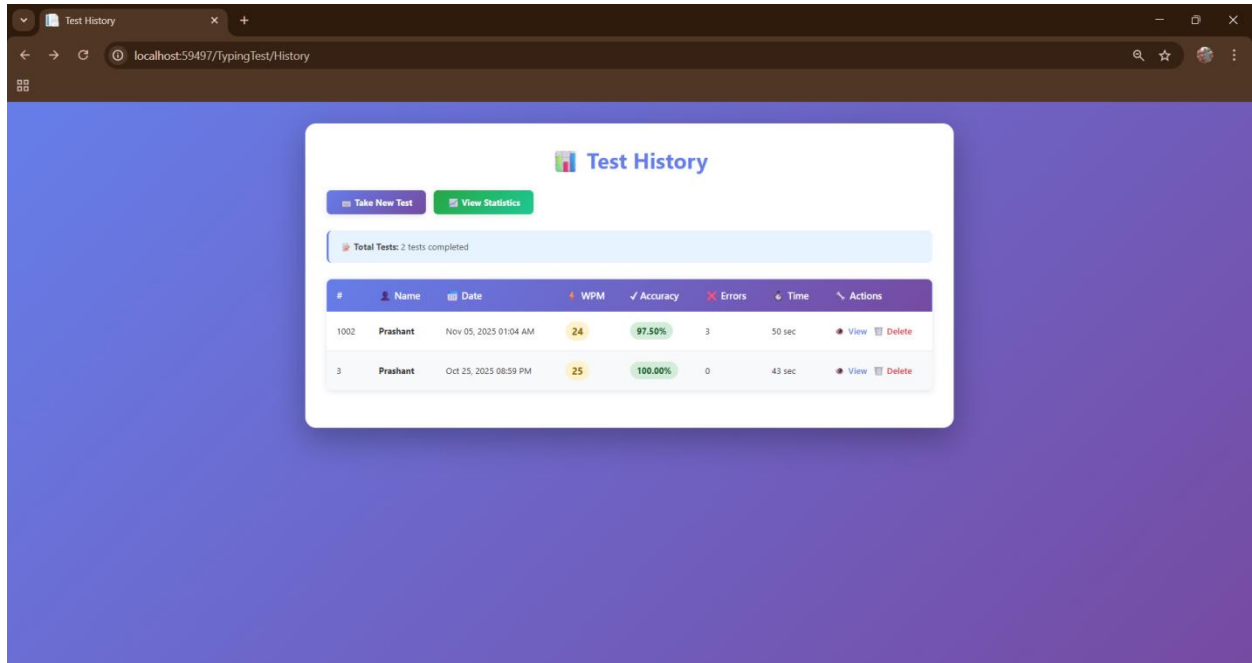 Test History
localhost:59497/TypingTest/History
Test History
Take New Test View Statistics
Total Tests: 2 tests completed
# Name Date WPM ✓ Accuracy Errors Time Actions
1002 Prashant Nov 05, 2025 01:04 AM 24 97.50% 3 50 sec View Delete
3 Prashant Oct 25, 2025 08:59 PM 25 100.00% 0 43 sec View Delete